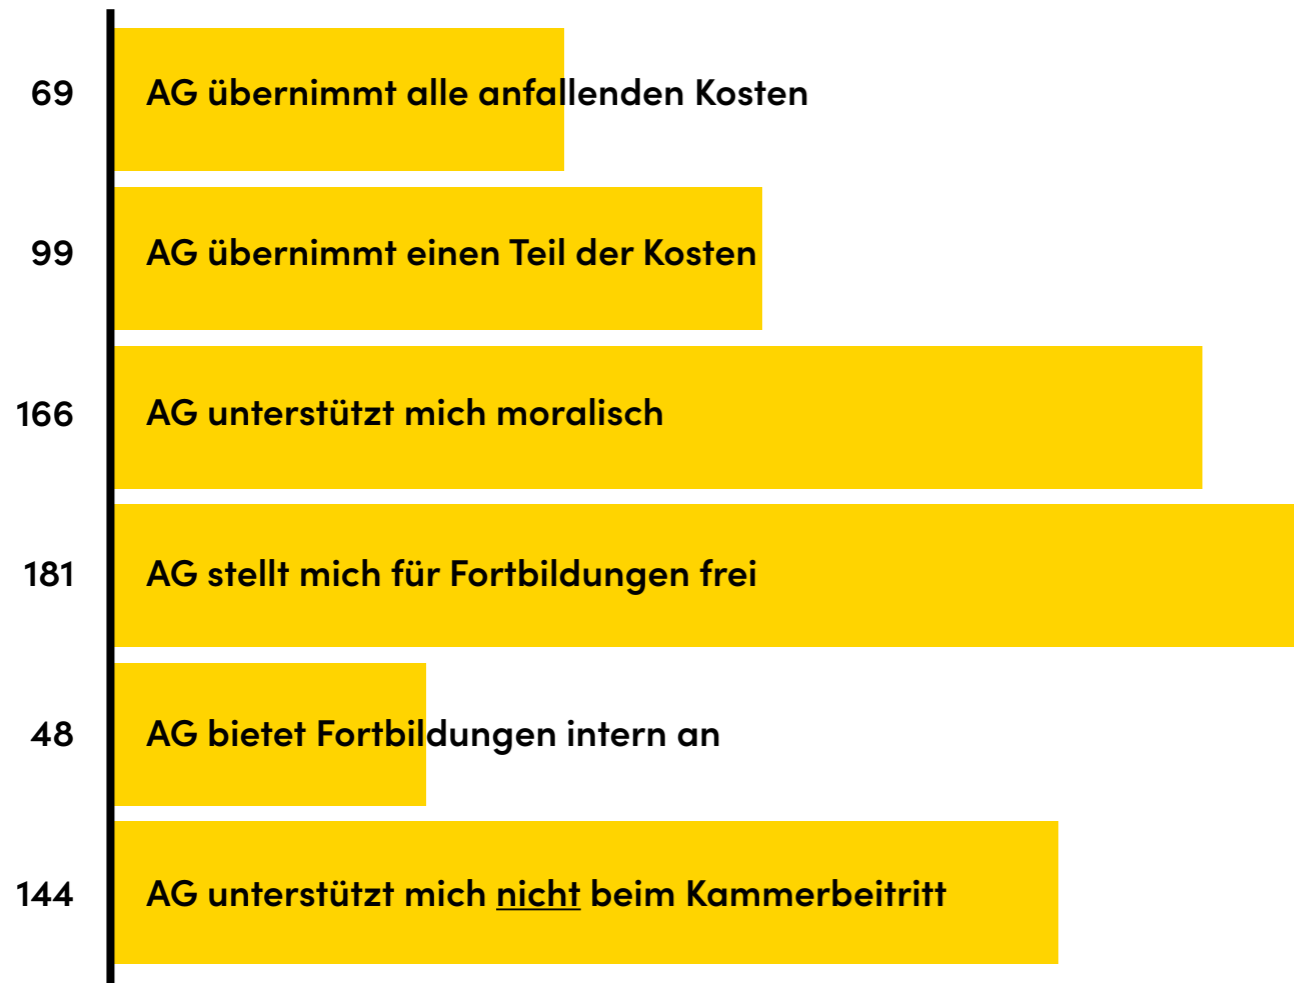 69 AG übernimmt alle anfallenden Kosten
99 AG übernimmt einen Teil der Kosten
166 AG unterstützt mich moralisch
181 AG stellt mich für Fortbildungen frei
48 AG bietet Fortbildungen intern an
144 AG unterstützt mich nicht beim Kammerbeitritt